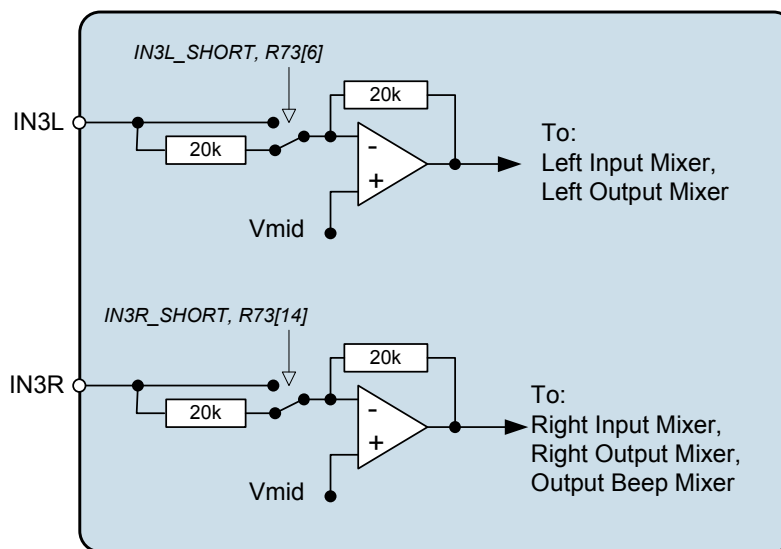 IN3L_SHORT, R73[6]
20k
IN3L
20k
-
+
Vmid
To:
Left Input Mixer,
Left Output Mixer
IN3R_SHORT, R73[14]
20k
IN3R
20k
-
+
Vmid
To:
Right Input Mixer,
Right Output Mixer,
Output Beep Mixer